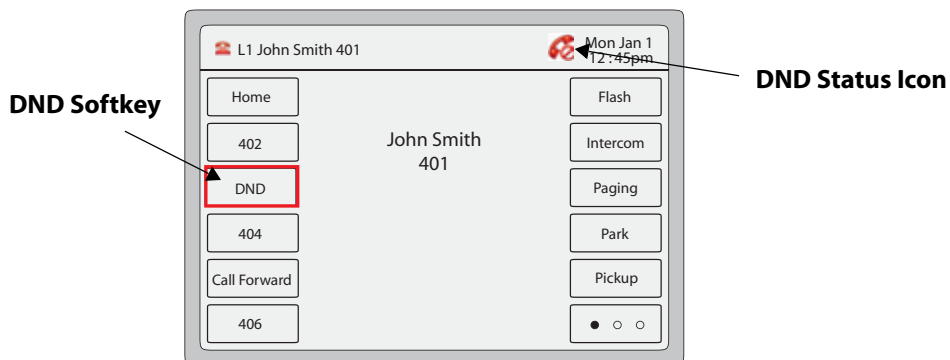 L1 John Smith 401
Mon Jan 1
12 : 45pm
DND Status Icon
DND Softkey
Home
Flash
402
John Smith
401
Intercom
DND
Paging
404
Park
Call Forward
Pickup
406